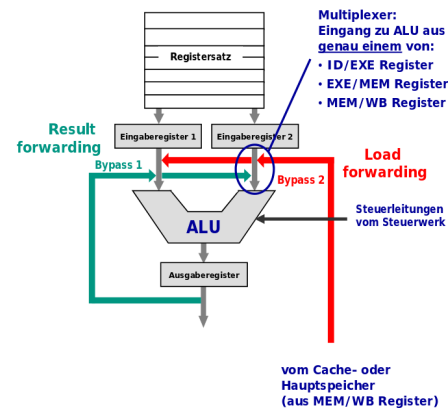 Multiplexer:
Eingang zu ALU aus
genau einem von:
• ID/EXE Register
• EXE/MEM Register
• MEM/WB Register
Registersatz
Result
forwarding
Eingaberegister 1
Eingaberegister 2
Bypass 1
Load
forwarding
Bypass 2
ALU
Steuerleitungen
vom Steuerwerk
Ausgaberegister
vom Cache- oder
Hauptspeicher
(aus MEM/WB Register)